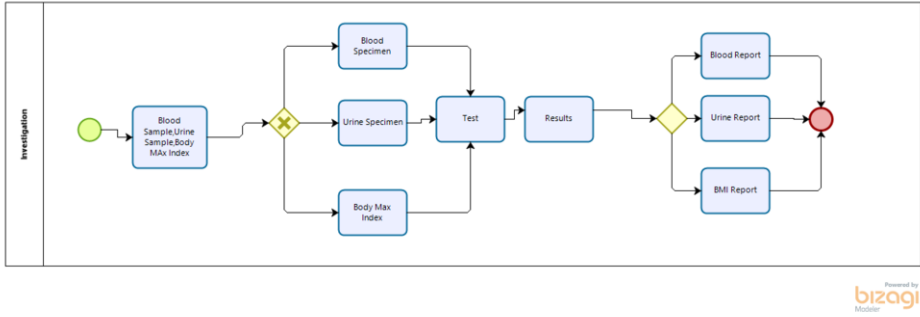 Investigation
Blood
Sample,Urine
Sample,Body
MAx Index
Blood
Specimen
Urine Specimen
Body Max
Index
Test
Results
Blood Report
Urine Report
BMI Report
Powered by
bizagi
Modeler